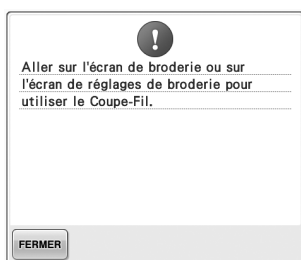 Aller sur l'écran de broderie ou sur
l'écran de réglages de broderie pour
utiliser le Coupe-Fil.
FERMER